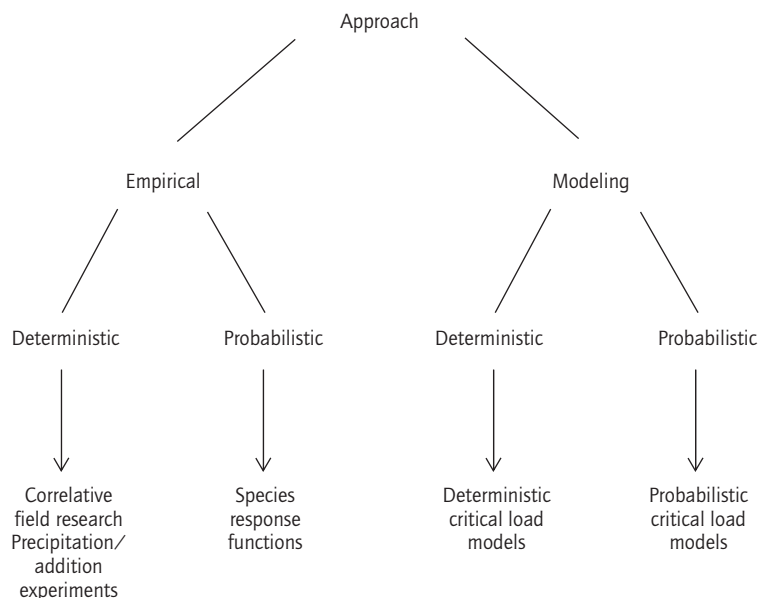 Approach
Empirical
Modeling
Deterministic
Probabilistic
Deterministic
Probabilistic
Correlative
field research
Precipitation/
addition
experiments
Species
response
functions
Deterministic
critical load
models
Probabilistic
critical load
models